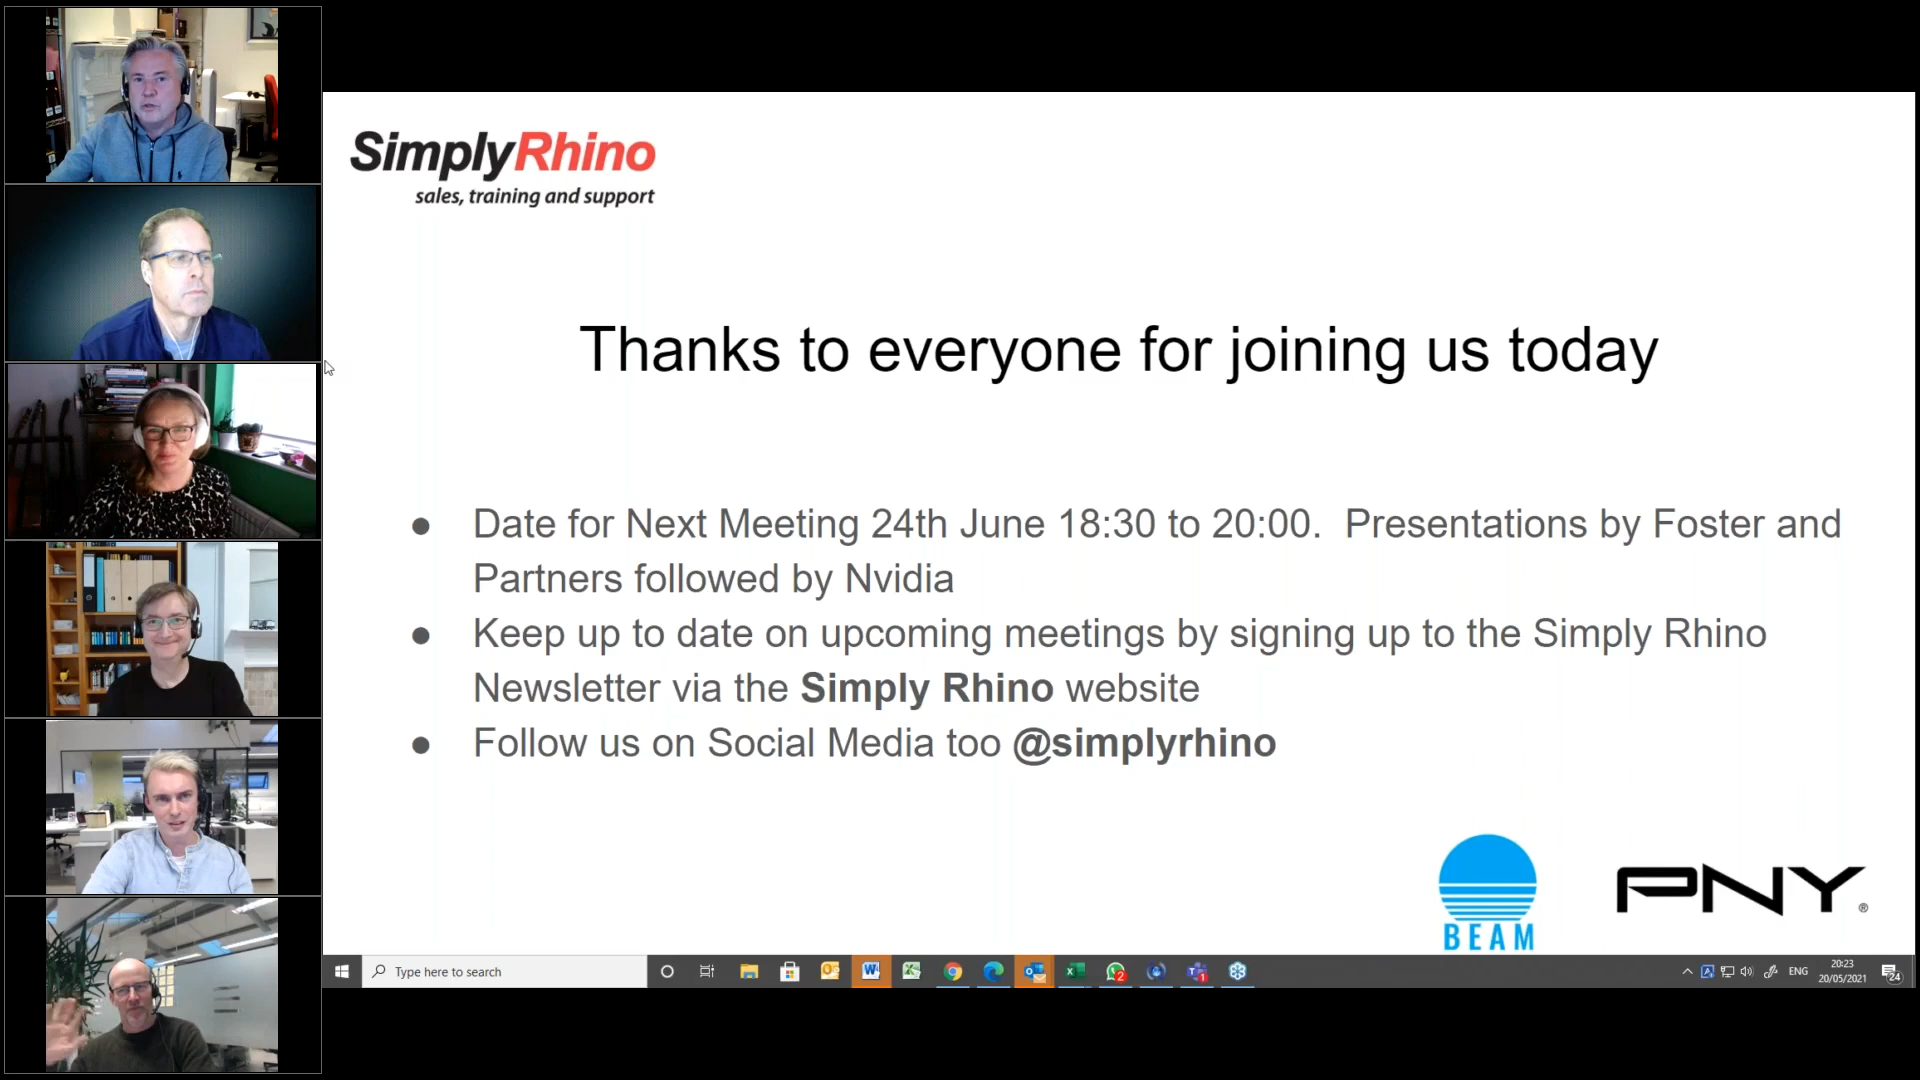 SimplyRhino
sales, training and support
Thanks to everyone for joining us today
● Date for Next Meeting 24th June 18:30 to 20:00. Presentations by Foster and
Partners followed by Nvidia
● Keep up to date on upcoming meetings by signing up to the Simply Rhino
Newsletter via the Simply Rhino website
● Follow us on Social Media too @simplyrhino
BEAM
PNY®
Type here to search
ENG
20:23
20/05/2021
24